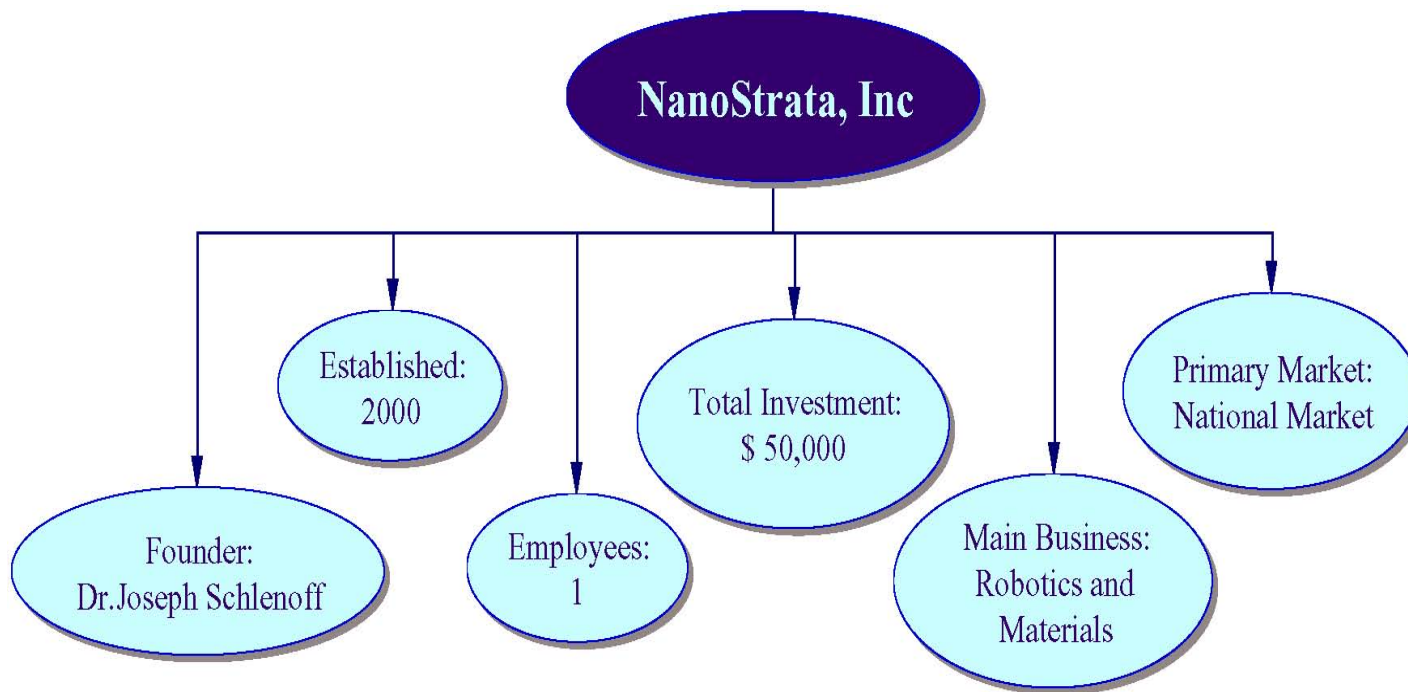 NanoStrata, Inc
Established:
2000
Total Investment:
$ 50,000
Primary Market:
National Market
Founder:
Dr.Joseph Schlenoff
Employees:
1
Main Business:
Robotics and
Materials